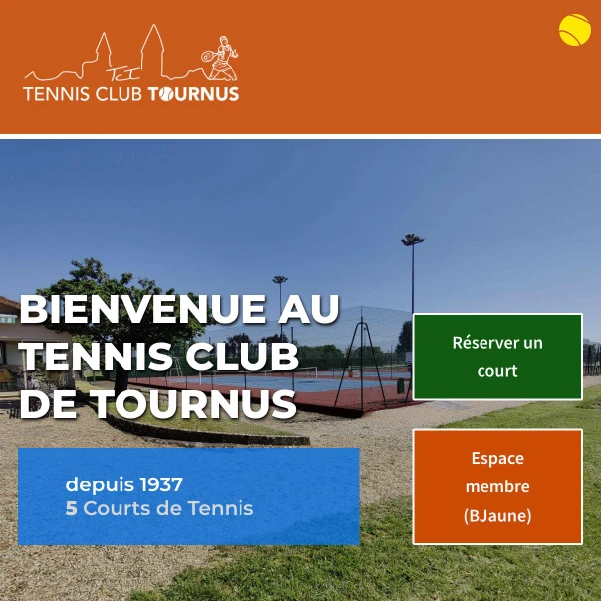 TCT
TENNIS CLUB TOURNUS
BIENVENUE AU
TENNIS CLUB
DE TOURNUS
depuis 1937
5 Courts de Tennis
Réserver un
court
Espace
membre
(BJaune)